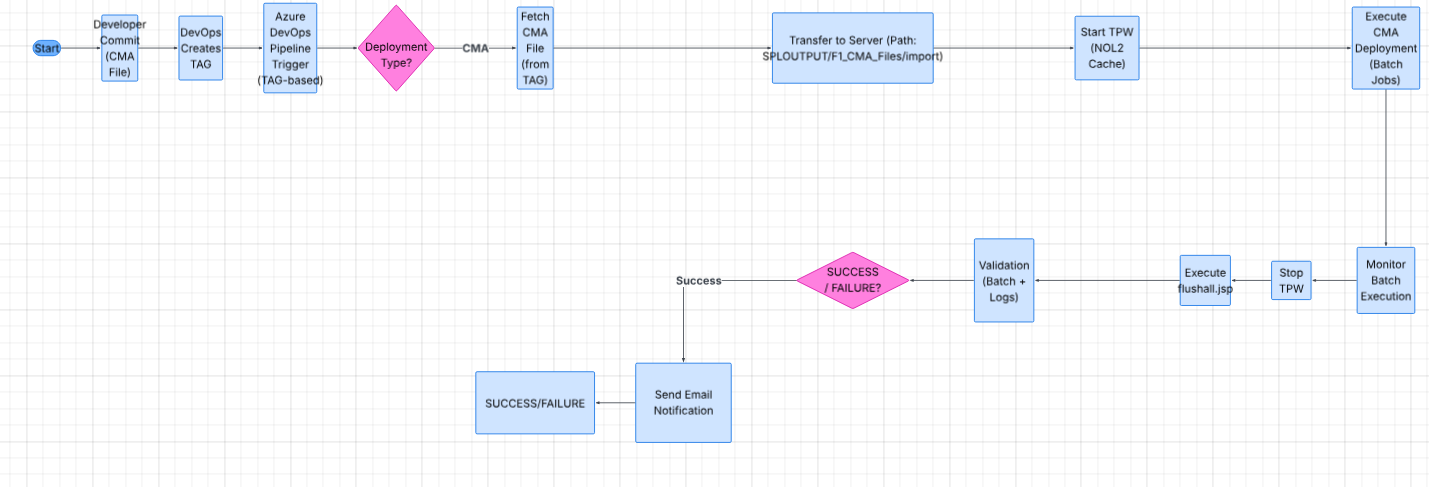 Start
Developer
Commit
(CMA
File)
DevOps
Creates
TAG
Azure
DevOps
Pipeline
Trigger
(TAG-based)
Deployment
Type?
CMA
Fetch
CMA
File
(from
TAG)
Transfer to Server (Path:
SPLOUTPUT/F1_CMA_Files/import)
Start TPW
(NOL2
Cache)
Execute
CMA
Deployment
(Batch
Jobs)
Monitor
Batch
Execution
Stop
TPW
Execute
flushall.jsp
Validation
(Batch +
Logs)
SUCCESS
/ FAILURE?
Success
Send Email
Notification
SUCCESS/FAILURE